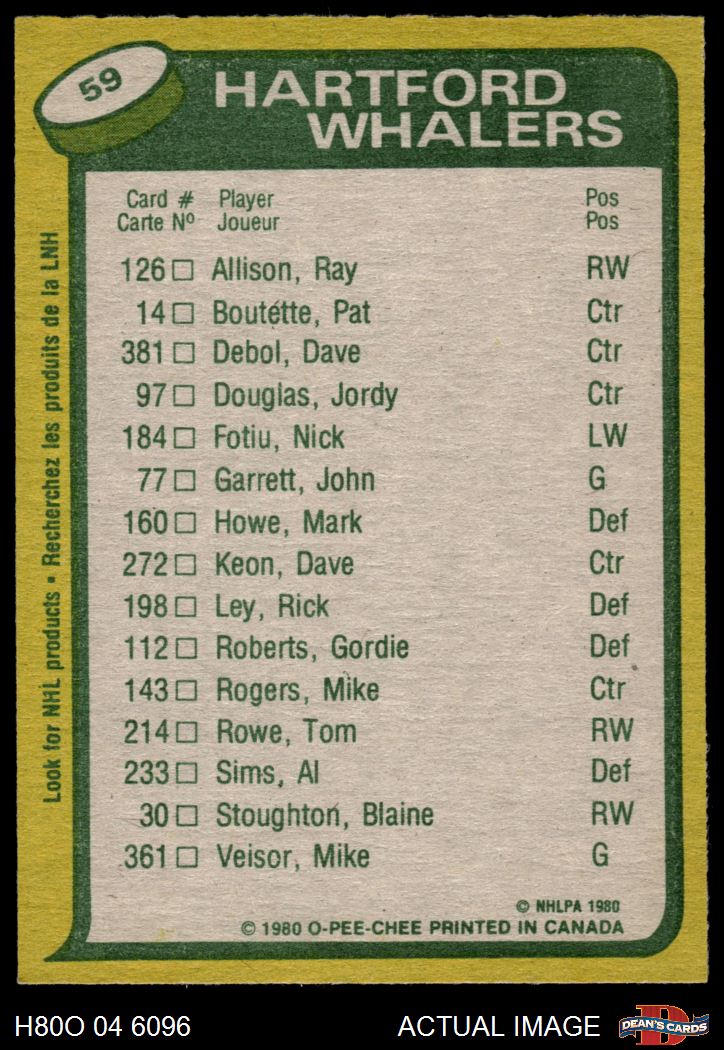 59
HARTFORD
WHALERS
Card # Player Pos
Carte Nº Joueur Pos
126 □ Allison, Ray RW
14 □ Boutette, Pat Ctr
381 □ Debol, Dave Ctr
97 □ Douglas, Jordy Ctr
184 □ Fotiu, Nick LW
77 □ Garrett, John G
160 □ Howe, Mark Def
272 □ Keon, Dave Ctr
198 □ Ley, Rick Def
112 □ Roberts, Gordie Def
143 □ Rogers, Mike Ctr
214 □ Rowe, Tom RW
233 □ Sims, Al Def
30 □ Stoughton, Blaine RW
361 □ Veisor, Mike G
© NHLPA 1980
© 1980 O-PEE-CHEE PRINTED IN CANADA
Look for NHL products • Recherchez les produits de la LNH
H80O 04 6096
ACTUAL IMAGE
D
DEAN'S CARDS